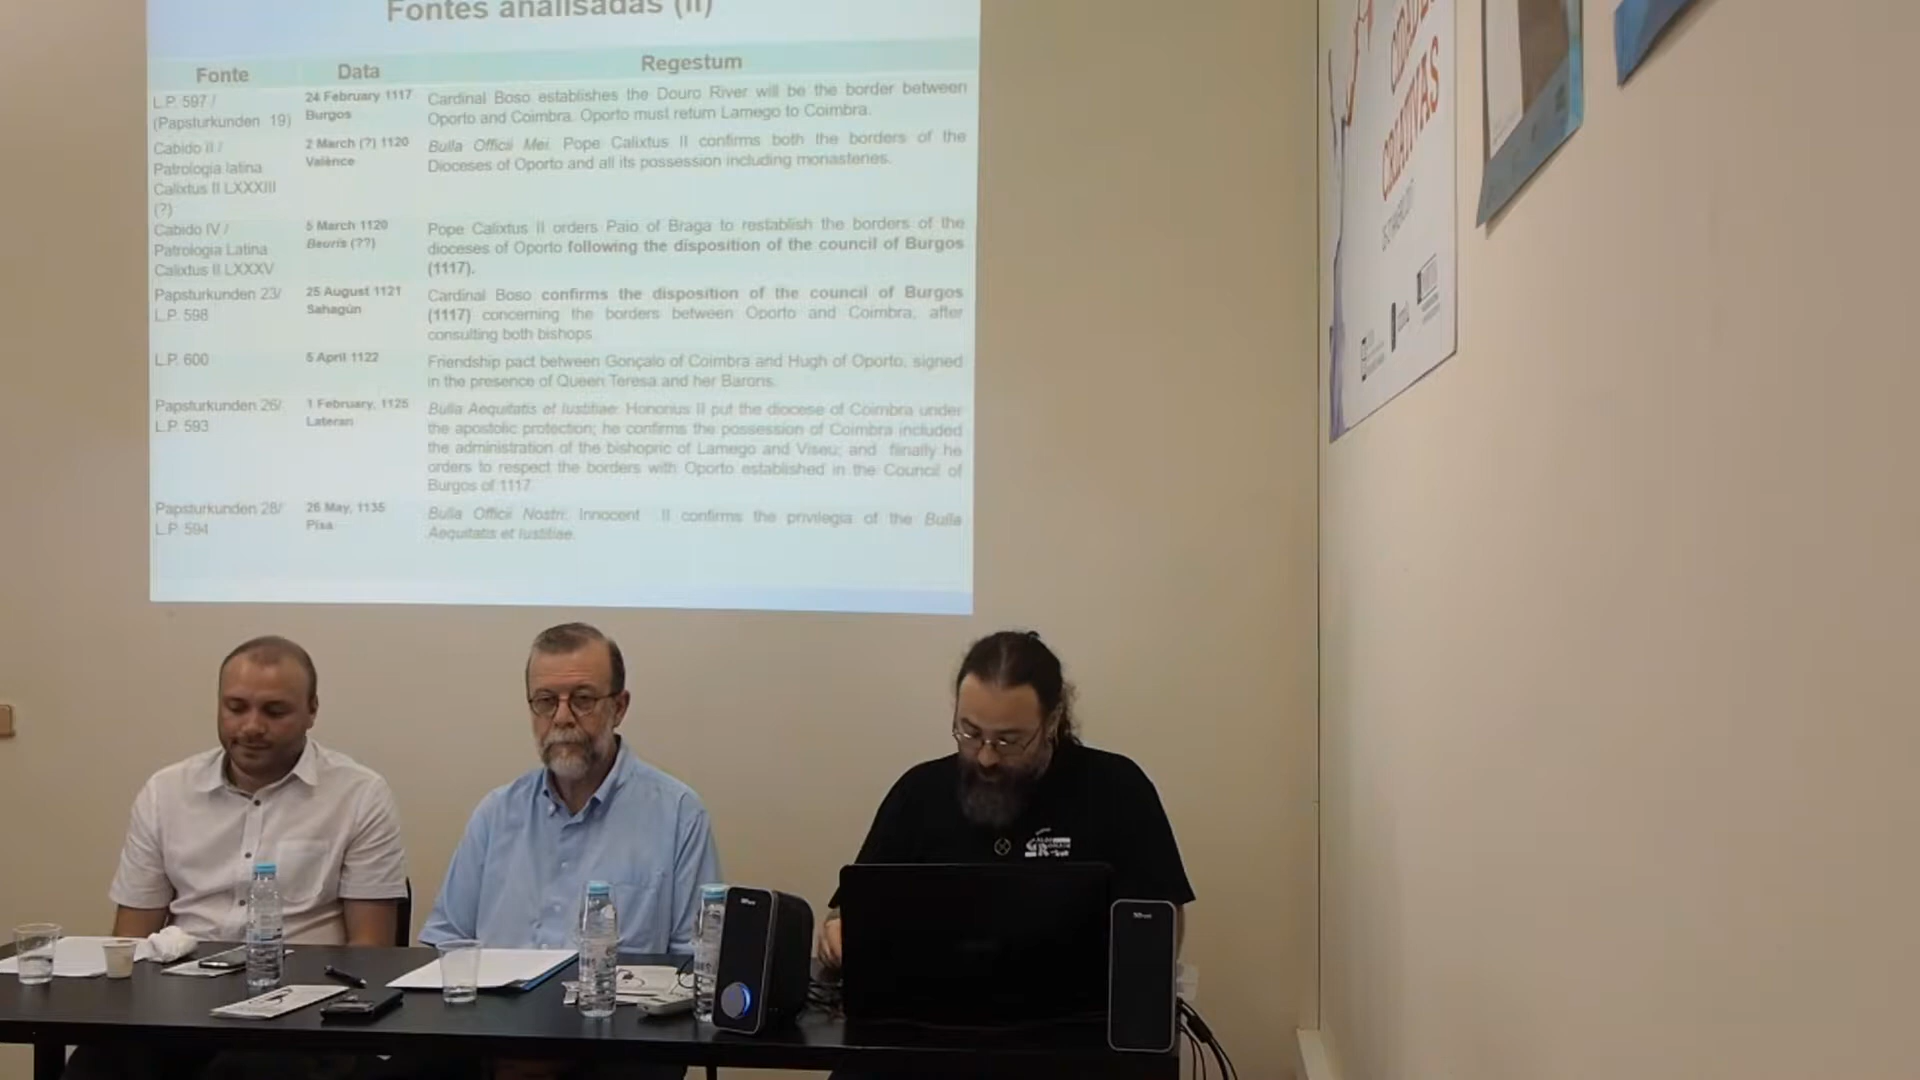 Fontes analisadas (II)
Fonte Data Regestum
L.P. 597 / (Papsturkunden 19)
24 February 1117
Burgos
Cardinal Boso establishes the Douro River will be the border between
Oporto and Coimbra. Oporto must return Lamego to Coimbra.
Cabido II /
Patrologia latina
Calixtus II LXXXIII
(?)
2 March (?) 1120
Valènce
Bulla Officii Mei. Pope Calixtus II confirms both the borders of the
Dioceses of Oporto and all its possession including monasteries.
Cabido IV /
Patrologia Latina
Calixtus II LXXXV
5 March 1120
Beuris (??)
Pope Calixtus II orders Paio of Braga to restablish the borders of the
dioceses of Oporto following the disposition of the council of Burgos
(1117).
Papsturkunden 23/
L.P. 598
25 August 1121
Sahagún
Cardinal Boso confirms the disposition of the council of Burgos
(1117) concerning the borders between Oporto and Coimbra, after
consulting both bishops.
L.P. 600
5 April 1122
Friendship pact between Gonçalo of Coimbra and Hugh of Oporto, signed
in the presence of Queen Teresa and her Barons.
Papsturkunden 26/
L.P. 593
1 February, 1125
Lateran
Bulla Aequitatis et Iustitiae: Honorius II put the diocese of Coimbra under
the apostolic protection; he confirms the possession of Coimbra included
the administration of the bishopric of Lamego and Viseu; and finally he
orders to respect the borders with Oporto established in the Council of
Burgos of 1117
Papsturkunden 28/
L.P. 594
26 May, 1135
Pisa
Bulla Officii Nostri: Innocent II confirms the privilegia of the Bulla
Aequitatis et Iustitiae.
CRIATIVAS
Trust